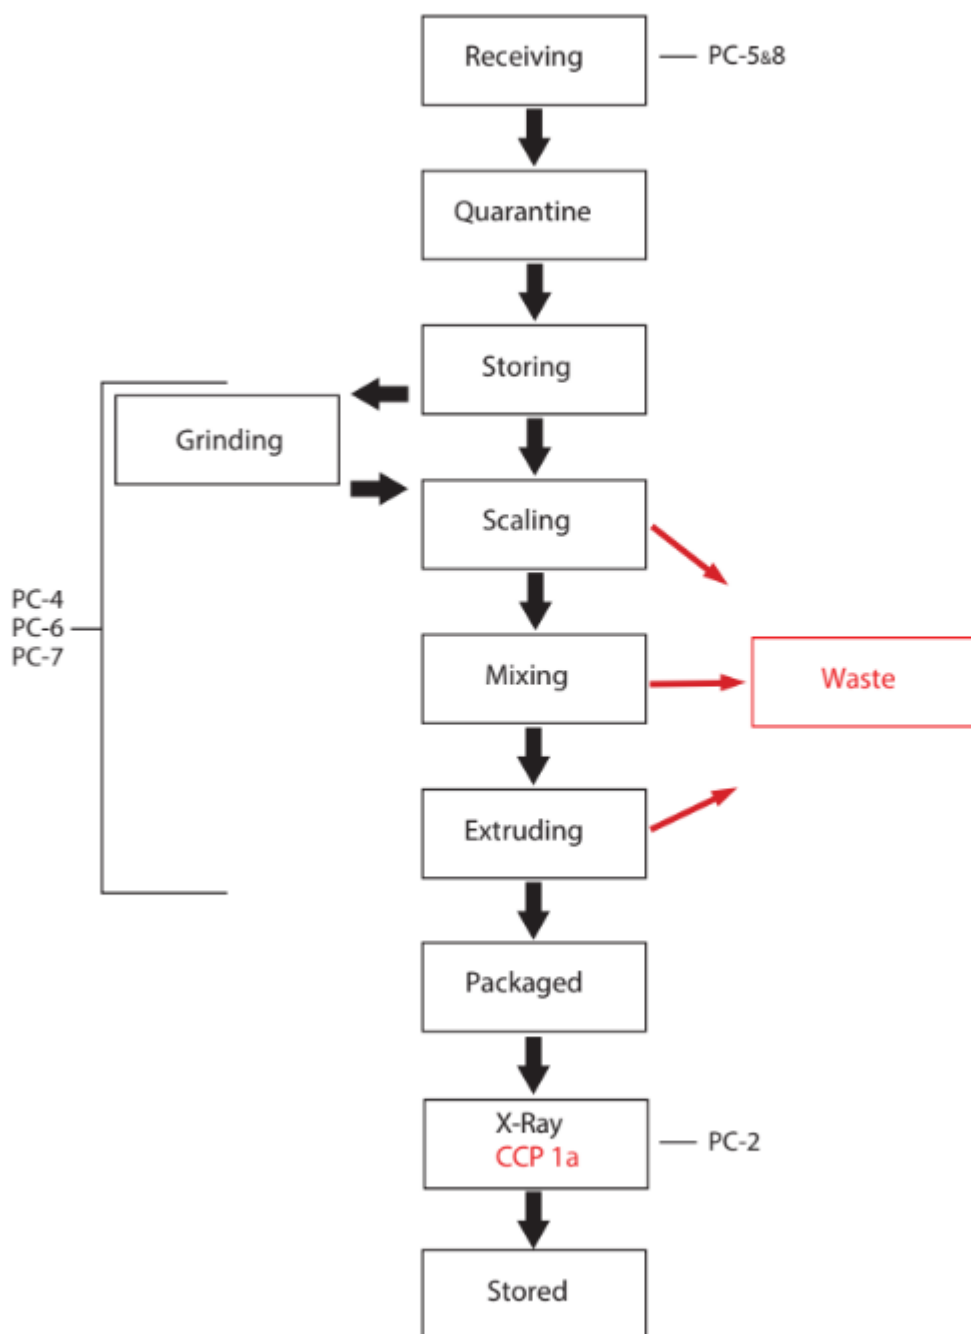 Receiving
PC-5&8
Quarantine
Storing
Grinding
Scaling
PC-4
PC-6
PC-7
Mixing
Waste
Extruding
Packaged
X-Ray
CCP 1a
PC-2
Stored